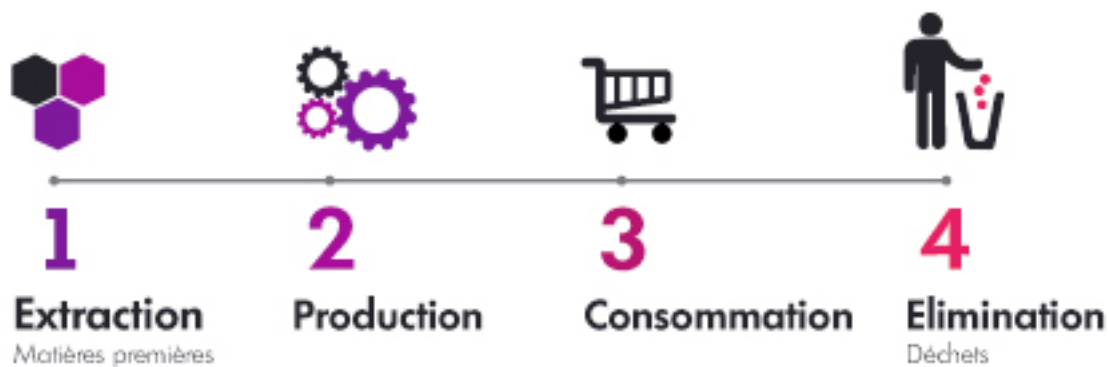 1
2
3
4
Extraction
Production
Consommation
Elimination
Matières premières
Déchets